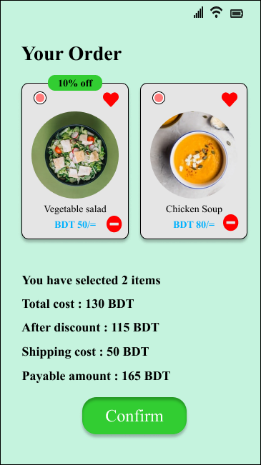 Your Order
10% off
Vegetable salad
BDT 50/=
Chicken Soup
BDT 80/=
You have selected 2 items
Total cost : 130 BDT
After discount : 115 BDT
Shipping cost : 50 BDT
Payable amount : 165 BDT
Confirm